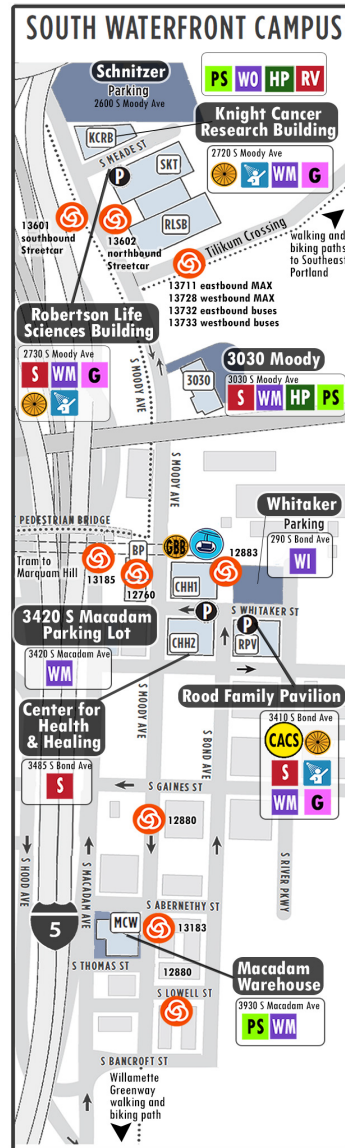 SOUTH WATERFRONT CAMPUS
Schnitzer
Parking
2600 S Moody Ave
PS WO HP RV
KCRB
Knight Cancer
Research Building
2720 S Moody Ave
WM G
S MEADE ST
P
SKT
RLSB
13601
southbound
Streetcar
13602
northbound
Streetcar
Tilikum Crossing
walking and
biking paths
to Southeast
Portland
13711 eastbound MAX
13728 westbound MAX
13732 eastbound buses
13733 westbound buses
Robertson Life
Sciences Building
2730 S Moody Ave
S WM G
S MOODY AVE
3030
3030 Moody
3030 S Moody Ave
S WM HP PS
S MOODY AVE
Whitaker
Parking
290 S Bond Ave
WI
PEDESTRIAN BRIDGE
Tram to
Marquam Hill
13185
BP
12760
GBB
12883
CHH1
S WHITAKER ST
P
P
CHH2
RPV
3420 S Macadam
Parking Lot
3420 S Macadam Ave
WM
Center for
Health
& Healing
3485 S Bond Ave
S
Rood Family Pavilion
3410 S Bond Ave
CACS
S
WM G
S MOODY AVE
S BOND AVE
S GAINES ST
12880
S HOOD AVE
S MACADAM AVE
S RIVER PKWY
5
S ABERNETHY ST
MCW
13183
S THOMAS ST
12880
S LOWELL ST
Macadam
Warehouse
3930 S Macadam Ave
PS WM
S BANCROFT ST
Willamette
Greenway
walking and
biking path